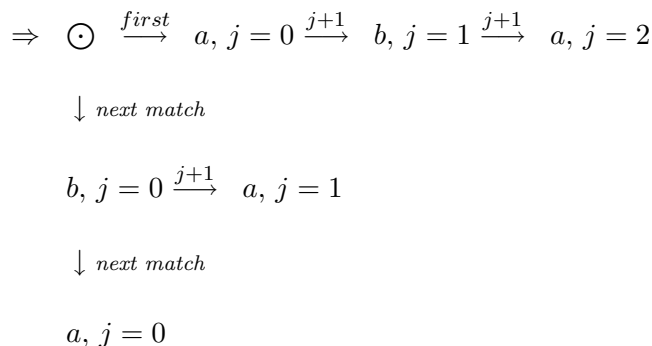 ⇒ ⊙ first⟶ a, j = 0 j+1⟶ b, j = 1 j+1⟶ a, j = 2
↓ next match
b, j = 0 j+1⟶ a, j = 1
↓ next match
a, j = 0